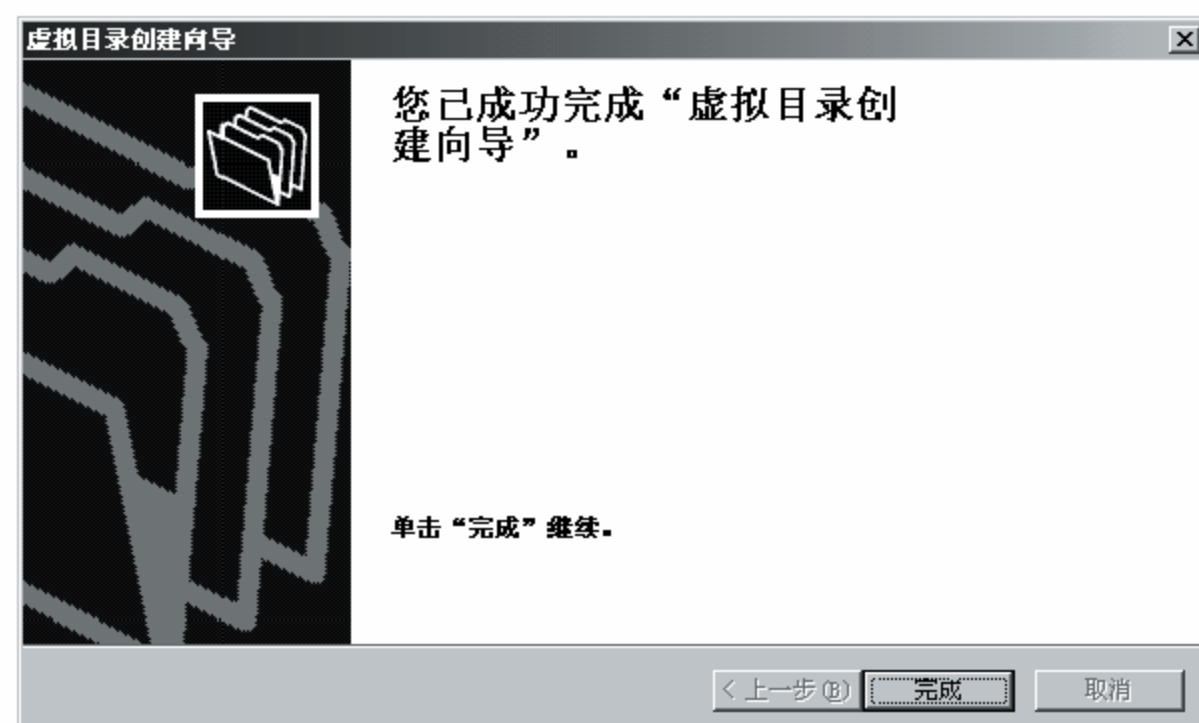 虚拟目录创建向导
您已成功完成“虚拟目录创
建向导”。
单击“完成”继续。
< 上一步(B)
完成
取消